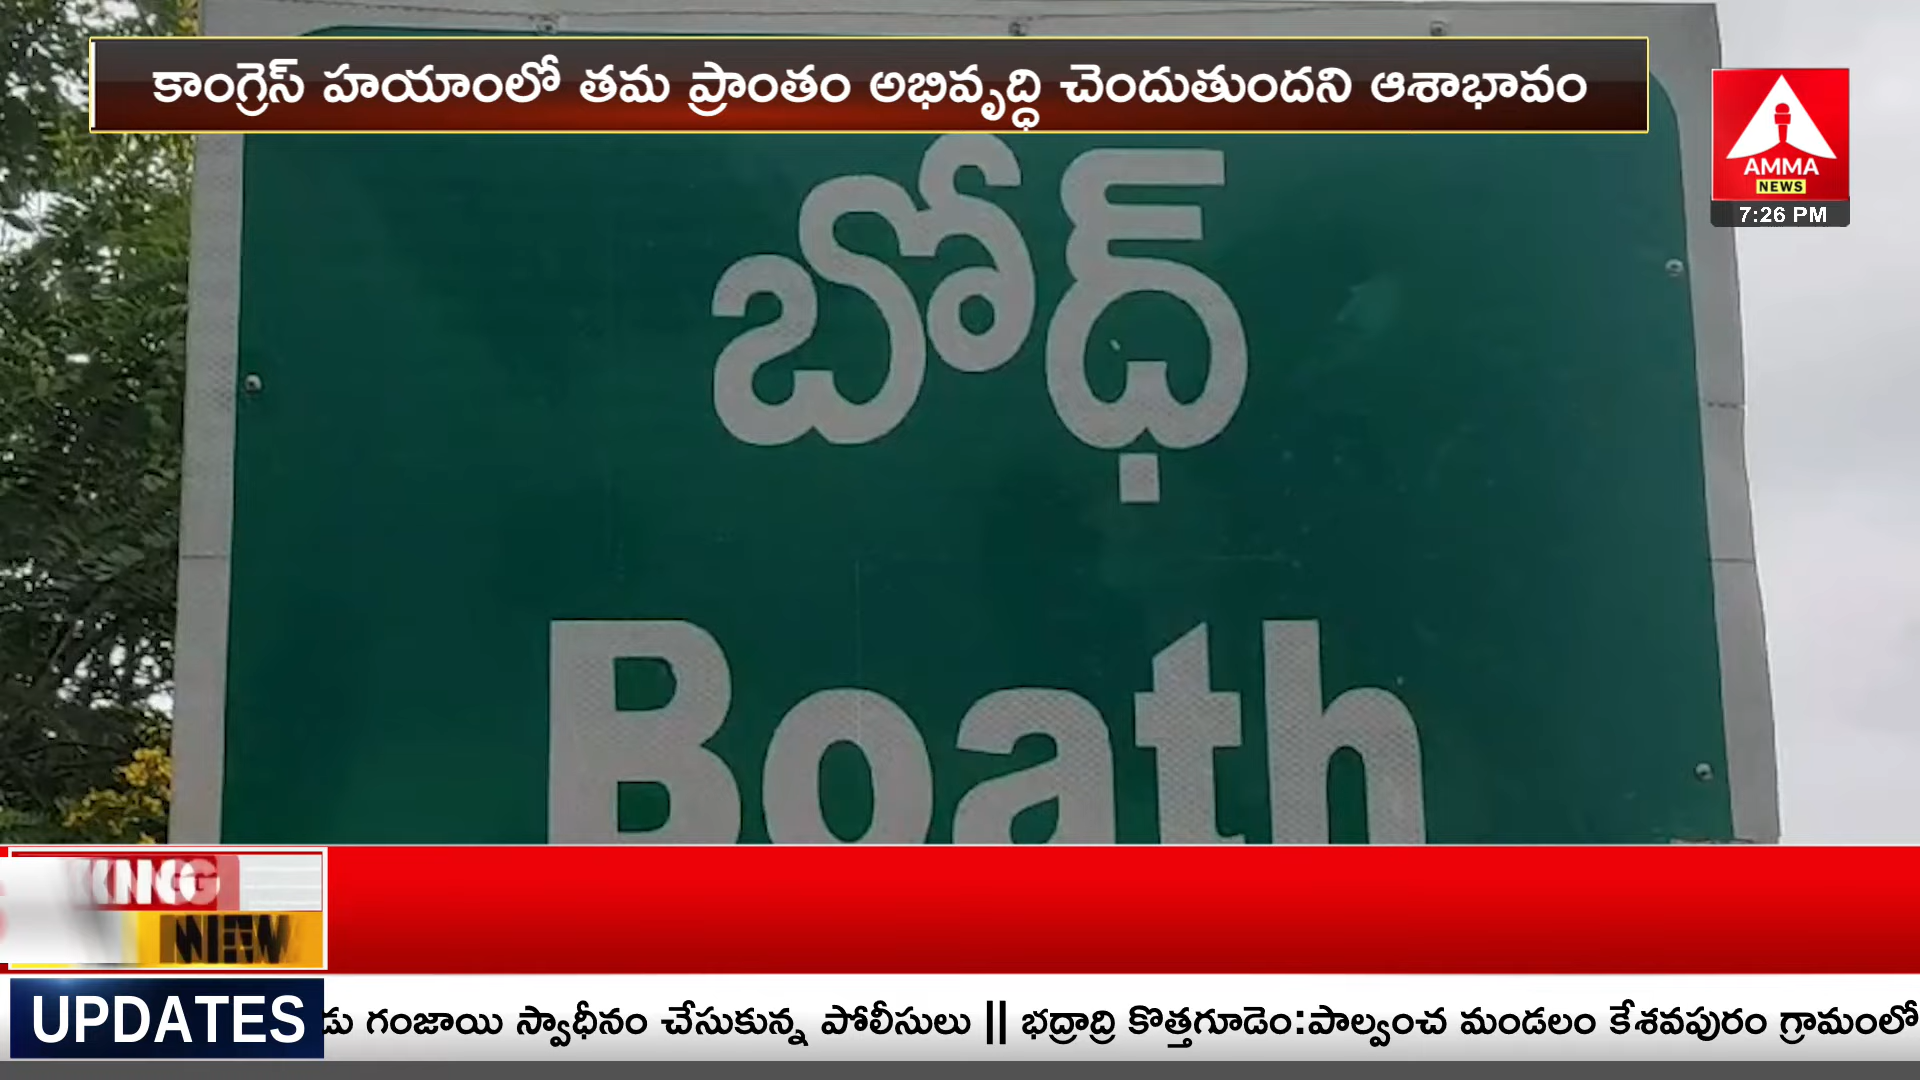 కాంగ్రెస్ హయాంలో తమ ప్రాంతం అభివృద్ధి చెందుతుందని ఆశాభావం
AMMA
NEWS
7:26 PM
బోధ్
Boath
UPDATES
గంజాయి స్వాధీనం చేసుకున్న పోలీసులు || భద్రాద్రి కొత్తగూడెం:పాల్వంచ మండలం కేశవపురం గ్రామంలో